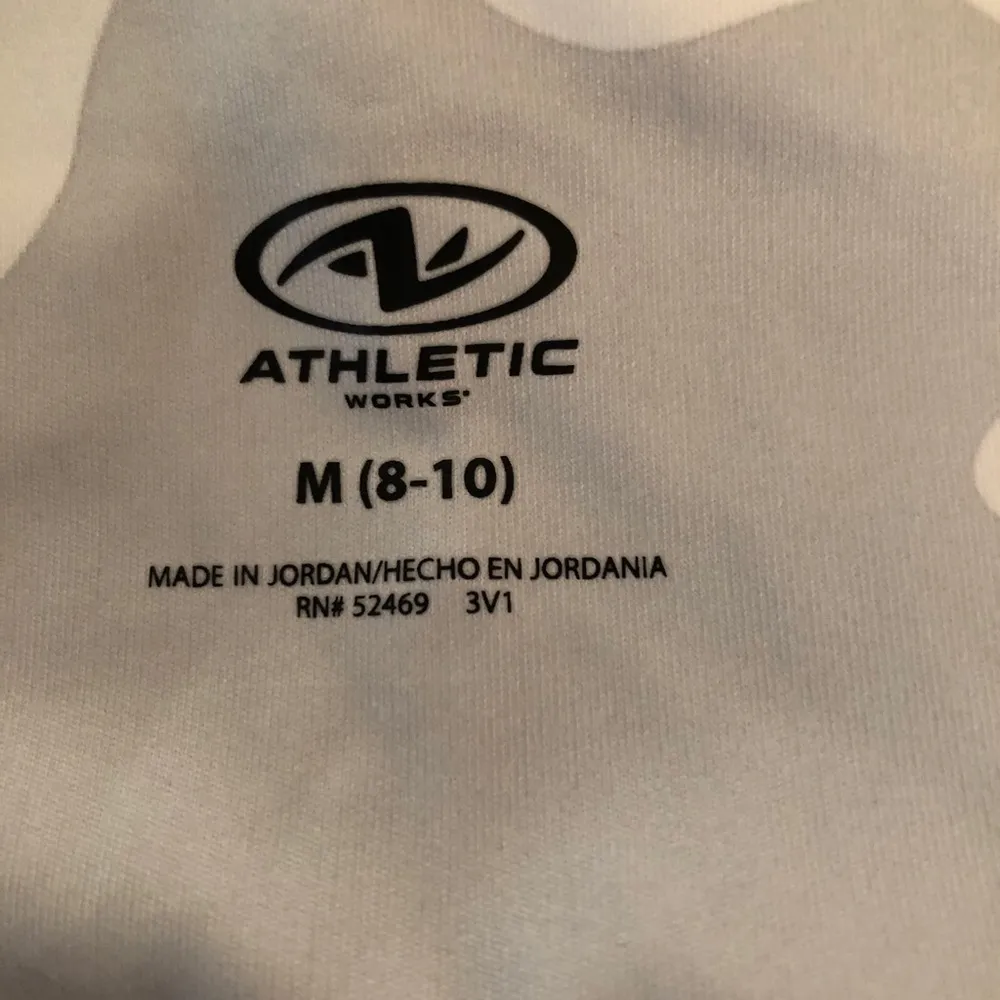 ATHLETIC
WORKS
M (8-10)
MADE IN JORDAN/HECHO EN JORDANIA
RN# 52469 3V1